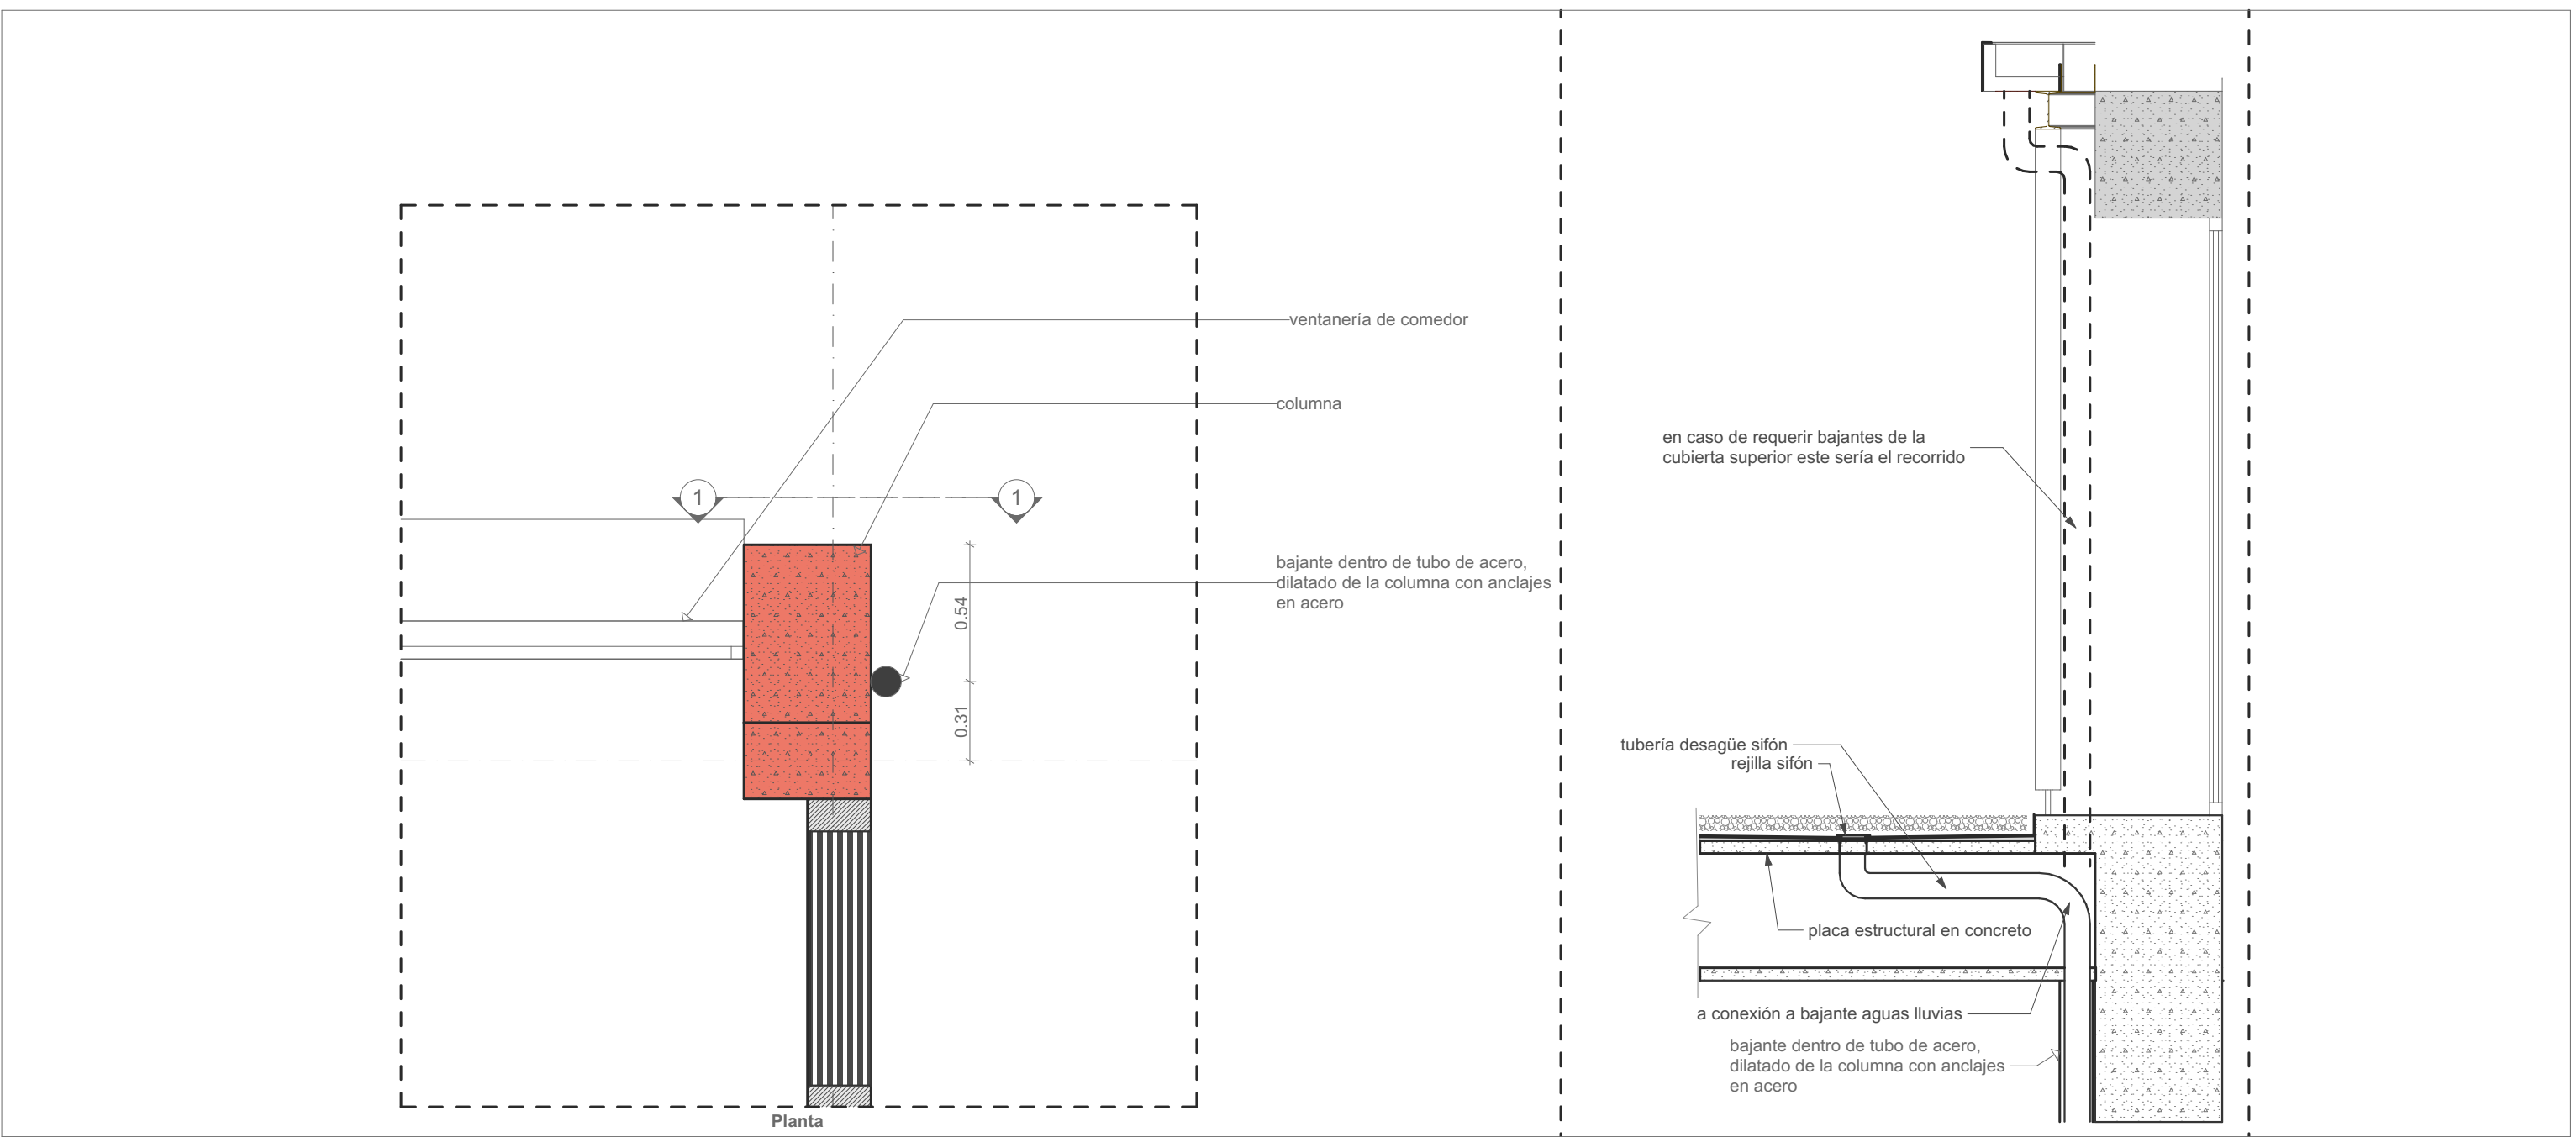 ventanería de comedor
columna
1
1
bajante dentro de tubo de acero,
dilatado de la columna con anclajes
en acero
0.54
0.31
Planta
en caso de requerir bajantes de la
cubierta superior este sería el recorrido
tubería desagüe sifón
rejilla sifón
placa estructural en concreto
a conexión a bajante aguas lluvias
bajante dentro de tubo de acero,
dilatado de la columna con anclajes
en acero